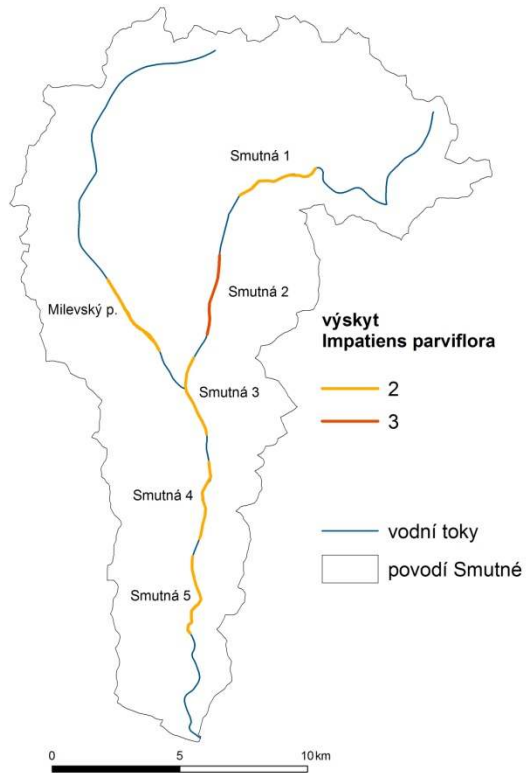 Smutná 1
Smutná 2
Milevský p.
Smutná 3
Smutná 4
Smutná 5
výskyt
Impatiens parviflora
2
3
vodní toky
povodí Smutné
0 5 10 km